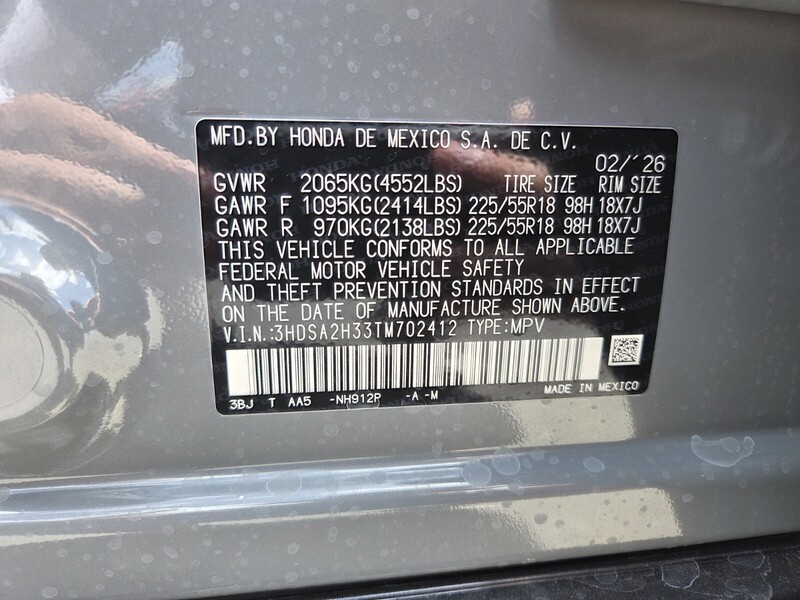 MFD.BY HONDA DE MEXICO S.A. DE C.V.
02/´26
GVWR 2065KG(4552LBS) TIRE SIZE RIM SIZE
GAWR F 1095KG(2414LBS) 225/55R18 98H 18X7J
GAWR R 970KG(2138LBS) 225/55R18 98H 18X7J
THIS VEHICLE CONFORMS TO ALL APPLICABLE
FEDERAL MOTOR VEHICLE SAFETY
AND THEFT PREVENTION STANDARDS IN EFFECT
ON THE DATE OF MANUFACTURE SHOWN ABOVE.
V.I.N.:3HDSA2H33TM702412 TYPE:MPV
3BJ T AA5 -NH912P -A -M MADE IN MEXICO